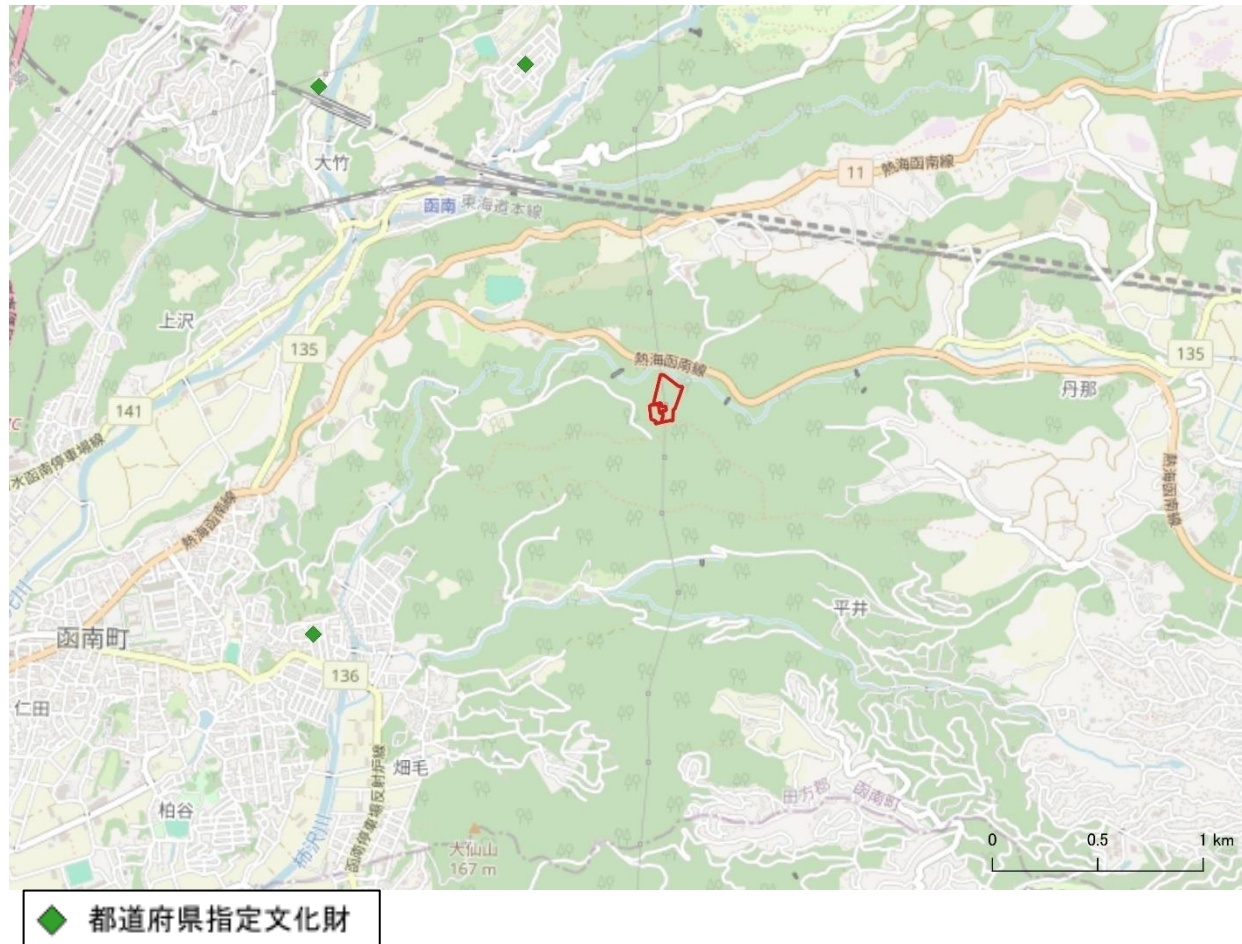 大竹
函南
東海道本線
11
熱海函南線
上沢
135
熱海函南線
135
丹那
141
水函南停車場線
熱海函南線
熱海函南線
平井
函南町
136
仁田
畑毛
田方郡
函南町
柏谷
柿沢川
函南停車場反射炉線
大仙山
167 m
0 0.5 1 km
都道府県指定文化財